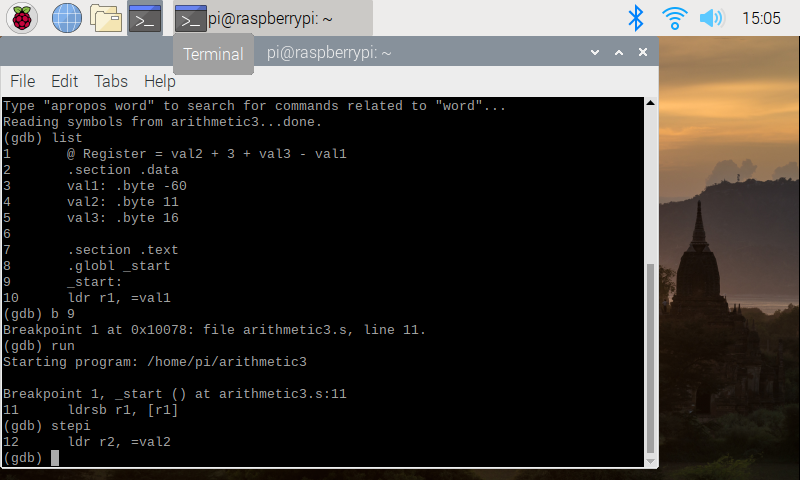 pi@raspberrypi: ~
15:05
Terminal
pi@raspberrypi: ~
File Edit Tabs Help
Type "apropos word" to search for commands related to "word"...
Reading symbols from arithmetic3...done.
(gdb) list
1       @ Register = val2 + 3 + val3 - val1
2       .section .data
3       val1: .byte -60
4       val2: .byte 11
5       val3: .byte 16
6
7       .section .text
8       .globl _start
9       _start:
10      ldr r1, =val1
(gdb) b 9
Breakpoint 1 at 0x10078: file arithmetic3.s, line 11.
(gdb) run
Starting program: /home/pi/arithmetic3
Breakpoint 1, _start () at arithmetic3.s:11
11      ldrsb r1, [r1]
(gdb) stepi
12      ldr r2, =val2
(gdb)